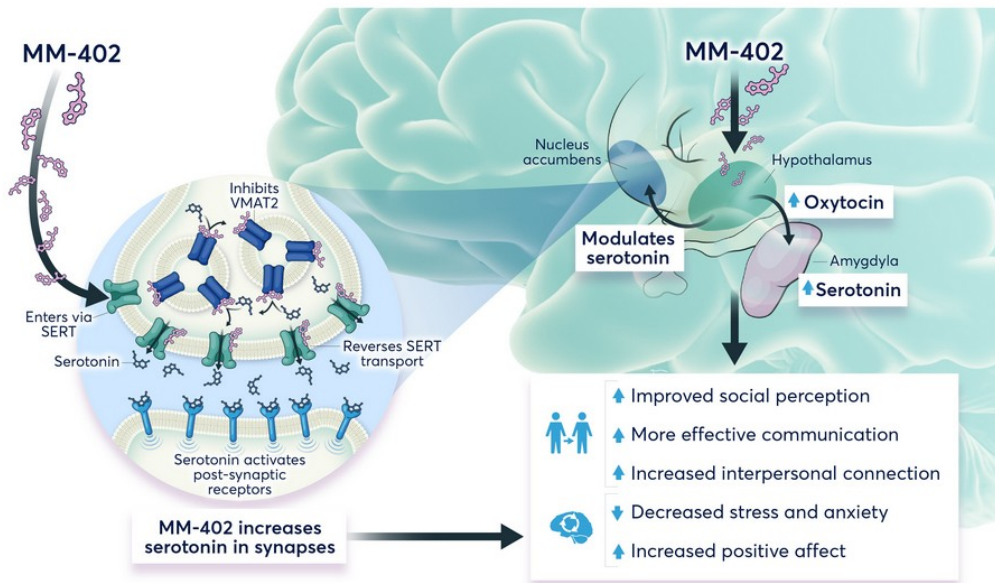 MM-402
Inhibits
VMAT2
Enters via
SERT
Serotonin
Reverses SERT
transport
Serotonin activates
post-synaptic
receptors
MM-402 increases
serotonin in synapses
MM-402
Nucleus
accumbens
Hypothalamus
Oxytocin
Modulates
serotonin
Amygdyla
Serotonin
Improved social perception
More effective communication
Increased interpersonal connection
Decreased stress and anxiety
Increased positive affect